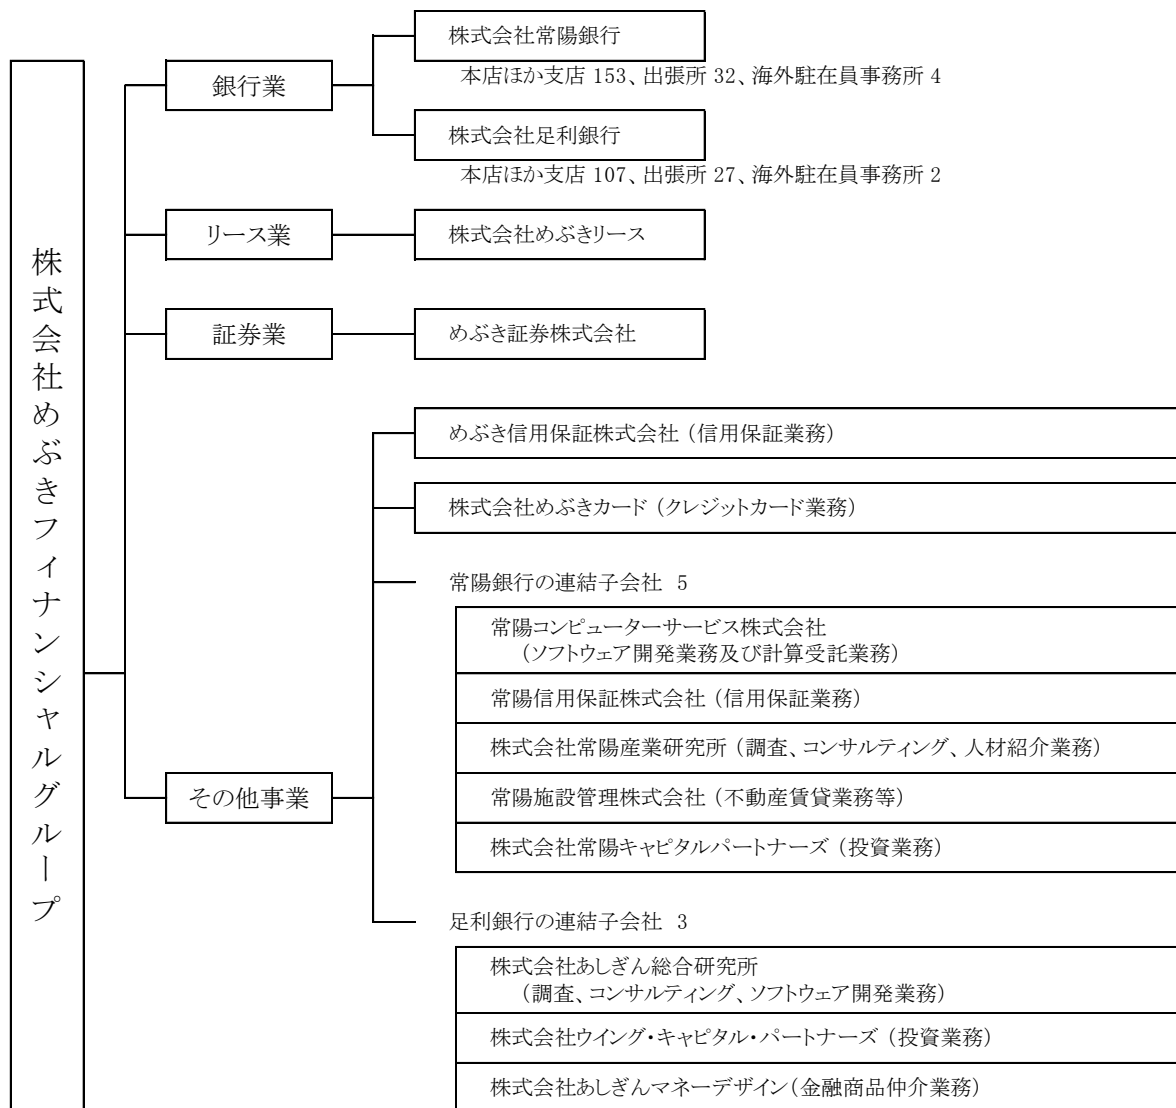 株式会社めぶきフィナンシャルグループ
銀行業
株式会社常陽銀行
本店ほか支店 153、出張所 32、海外駐在員事務所 4
株式会社足利銀行
本店ほか支店 107、出張所 27、海外駐在員事務所 2
リース業
株式会社めぶきリース
証券業
めぶき証券株式会社
その他事業
めぶき信用保証株式会社（信用保証業務）
株式会社めぶきカード（クレジットカード業務）
常陽銀行の連結子会社 5
常陽コンピューターサービス株式会社
（ソフトウェア開発業務及び計算受託業務）
常陽信用保証株式会社（信用保証業務）
株式会社常陽産業研究所（調査、コンサルティング、人材紹介業務）
常陽施設管理株式会社（不動産賃貸業務等）
株式会社常陽キャピタルパートナーズ（投資業務）
足利銀行の連結子会社 3
株式会社あしぎん総合研究所
（調査、コンサルティング、ソフトウェア開発業務）
株式会社ウイング・キャピタル・パートナーズ（投資業務）
株式会社あしぎんマネーデザイン（金融商品仲介業務）